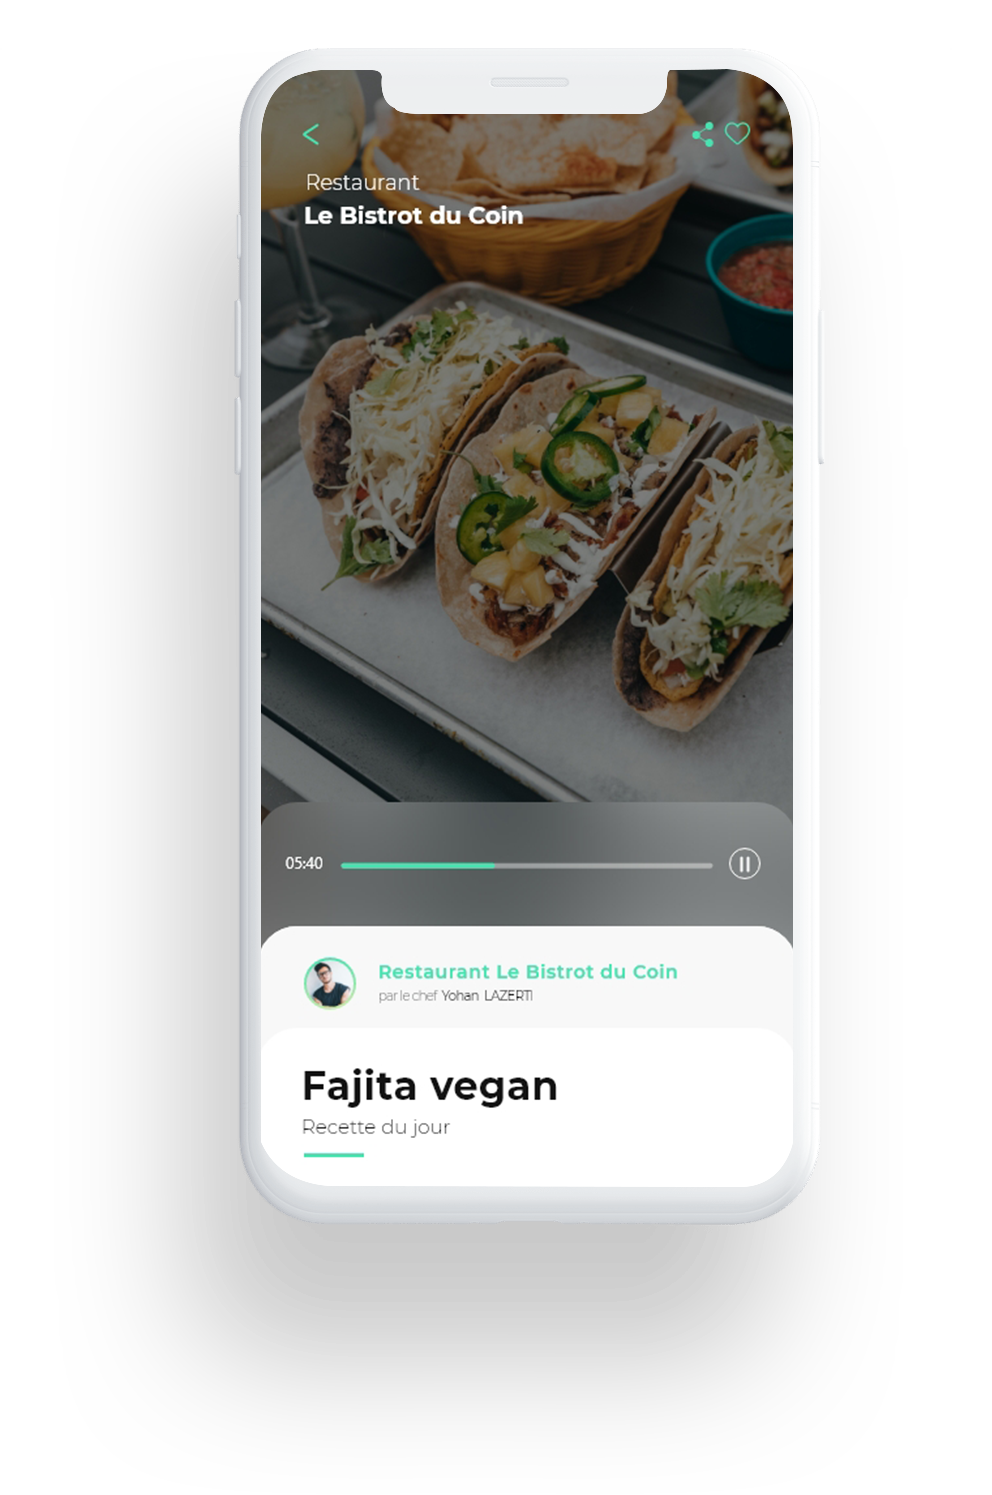 Restaurant
Le Bistrot du Coin
05:40
Restaurant Le Bistrot du Coin
par le chef Yohan LAZERTI
Fajita vegan
Recette du jour